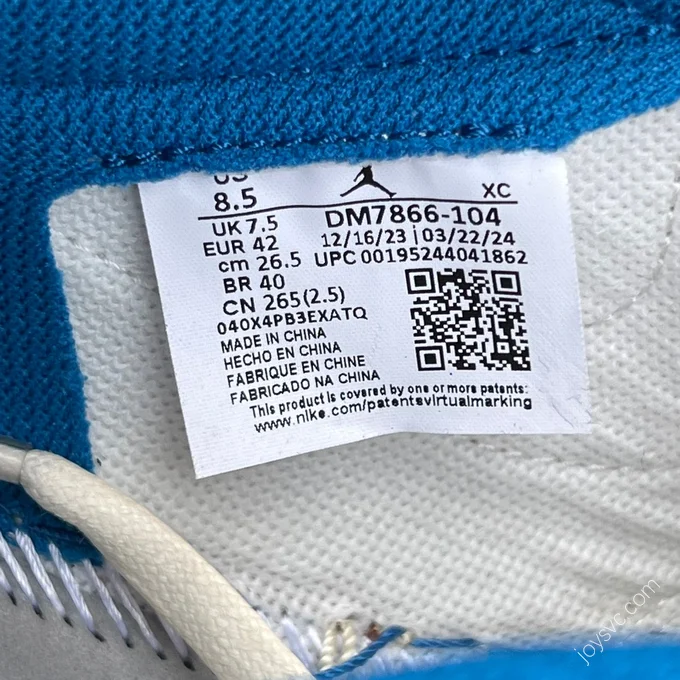 US
8.5
XC
UK 7.5
DM7866-104
EUR 42
12/16/23 | 03/22/24
cm 26.5
UPC 00195244041862
BR 40
CN 265(2.5)
040X4PB3EXATQ
MADE IN CHINA
HECHO EN CHINA
FABRIQUE EN CHINE
FABRICADO NA CHINA
This product is covered by one or more patents:
www.nike.com/patentsvirtualmarking
joysvc.com